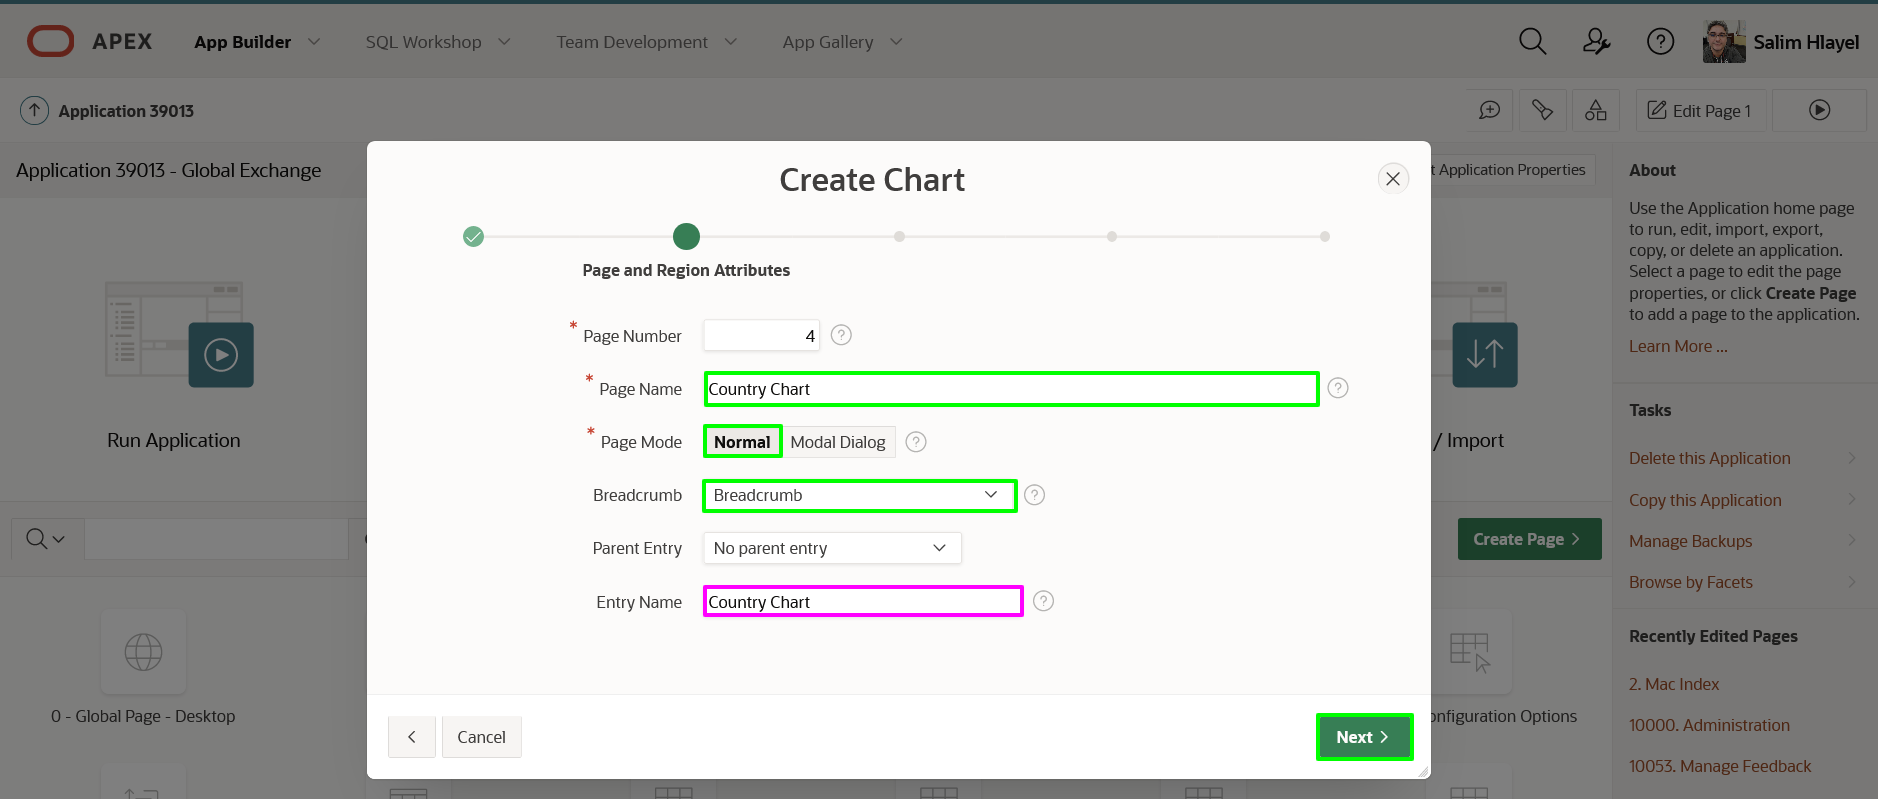 APEX App Builder SQL Workshop Team Development App Gallery Salim Hlayel
Application 39013 Edit Page 1
Application 39013 - Global Exchange
t Application Properties
Create Chart
Page and Region Attributes
* Page Number 4 ?
* Page Name Country Chart ?
* Page Mode Normal Modal Dialog ?
Breadcrumb Breadcrumb ?
Parent Entry No parent entry
Entry Name Country Chart ?
Cancel Next
Run Application
/ Import
Create Page
0 - Global Page - Desktop
onfiguration Options
About
Use the Application home page
to run, edit, import, export,
copy, or delete an application.
Select a page to edit the page
properties, or click Create Page
to add a page to the application.
Learn More ...
Tasks
Delete this Application
Copy this Application
Manage Backups
Browse by Facets
Recently Edited Pages
2. Mac Index
10000. Administration
10053. Manage Feedback